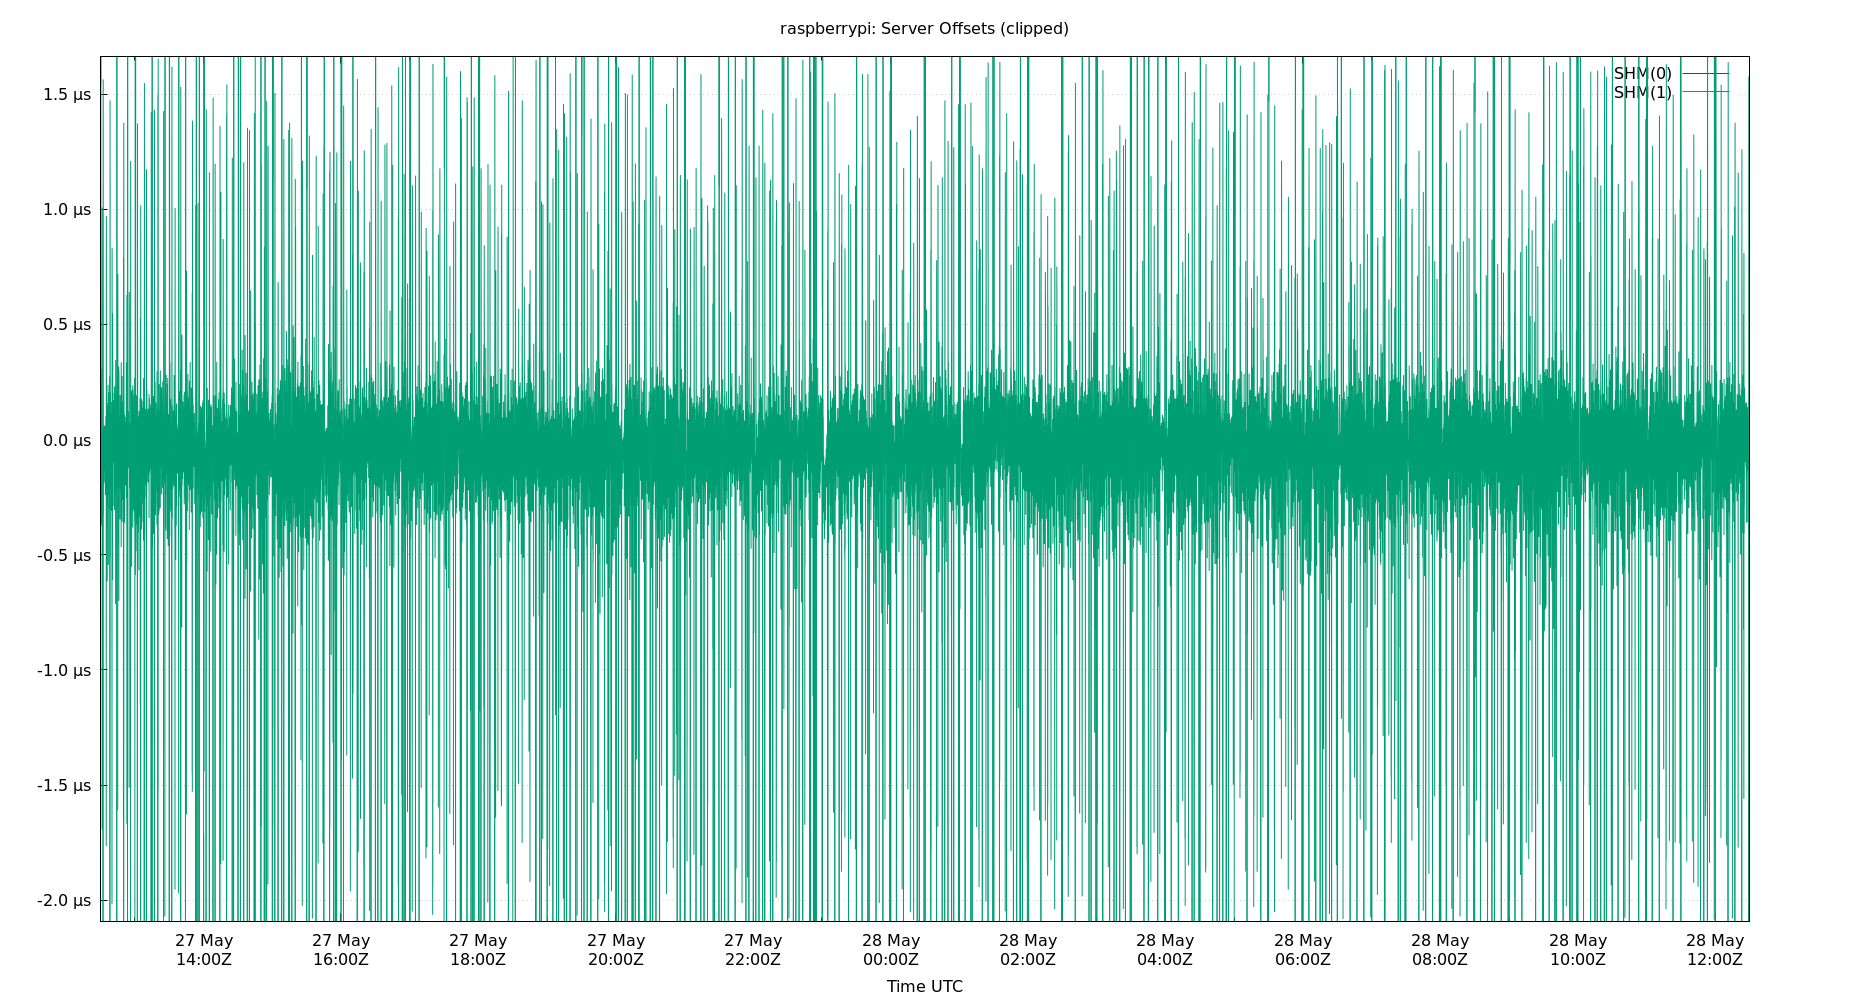 raspberrypi: Server Offsets (clipped)
SHM(0)
SHM(1)
1.5 µs
1.0 µs
0.5 µs
0.0 µs
-0.5 µs
-1.0 µs
-1.5 µs
-2.0 µs
27 May 27 May 27 May 27 May 27 May 28 May 28 May 28 May 28 May 28 May 28 May 28 May
14:00Z 16:00Z 18:00Z 20:00Z 22:00Z 00:00Z 02:00Z 04:00Z 06:00Z 08:00Z 10:00Z 12:00Z
Time UTC